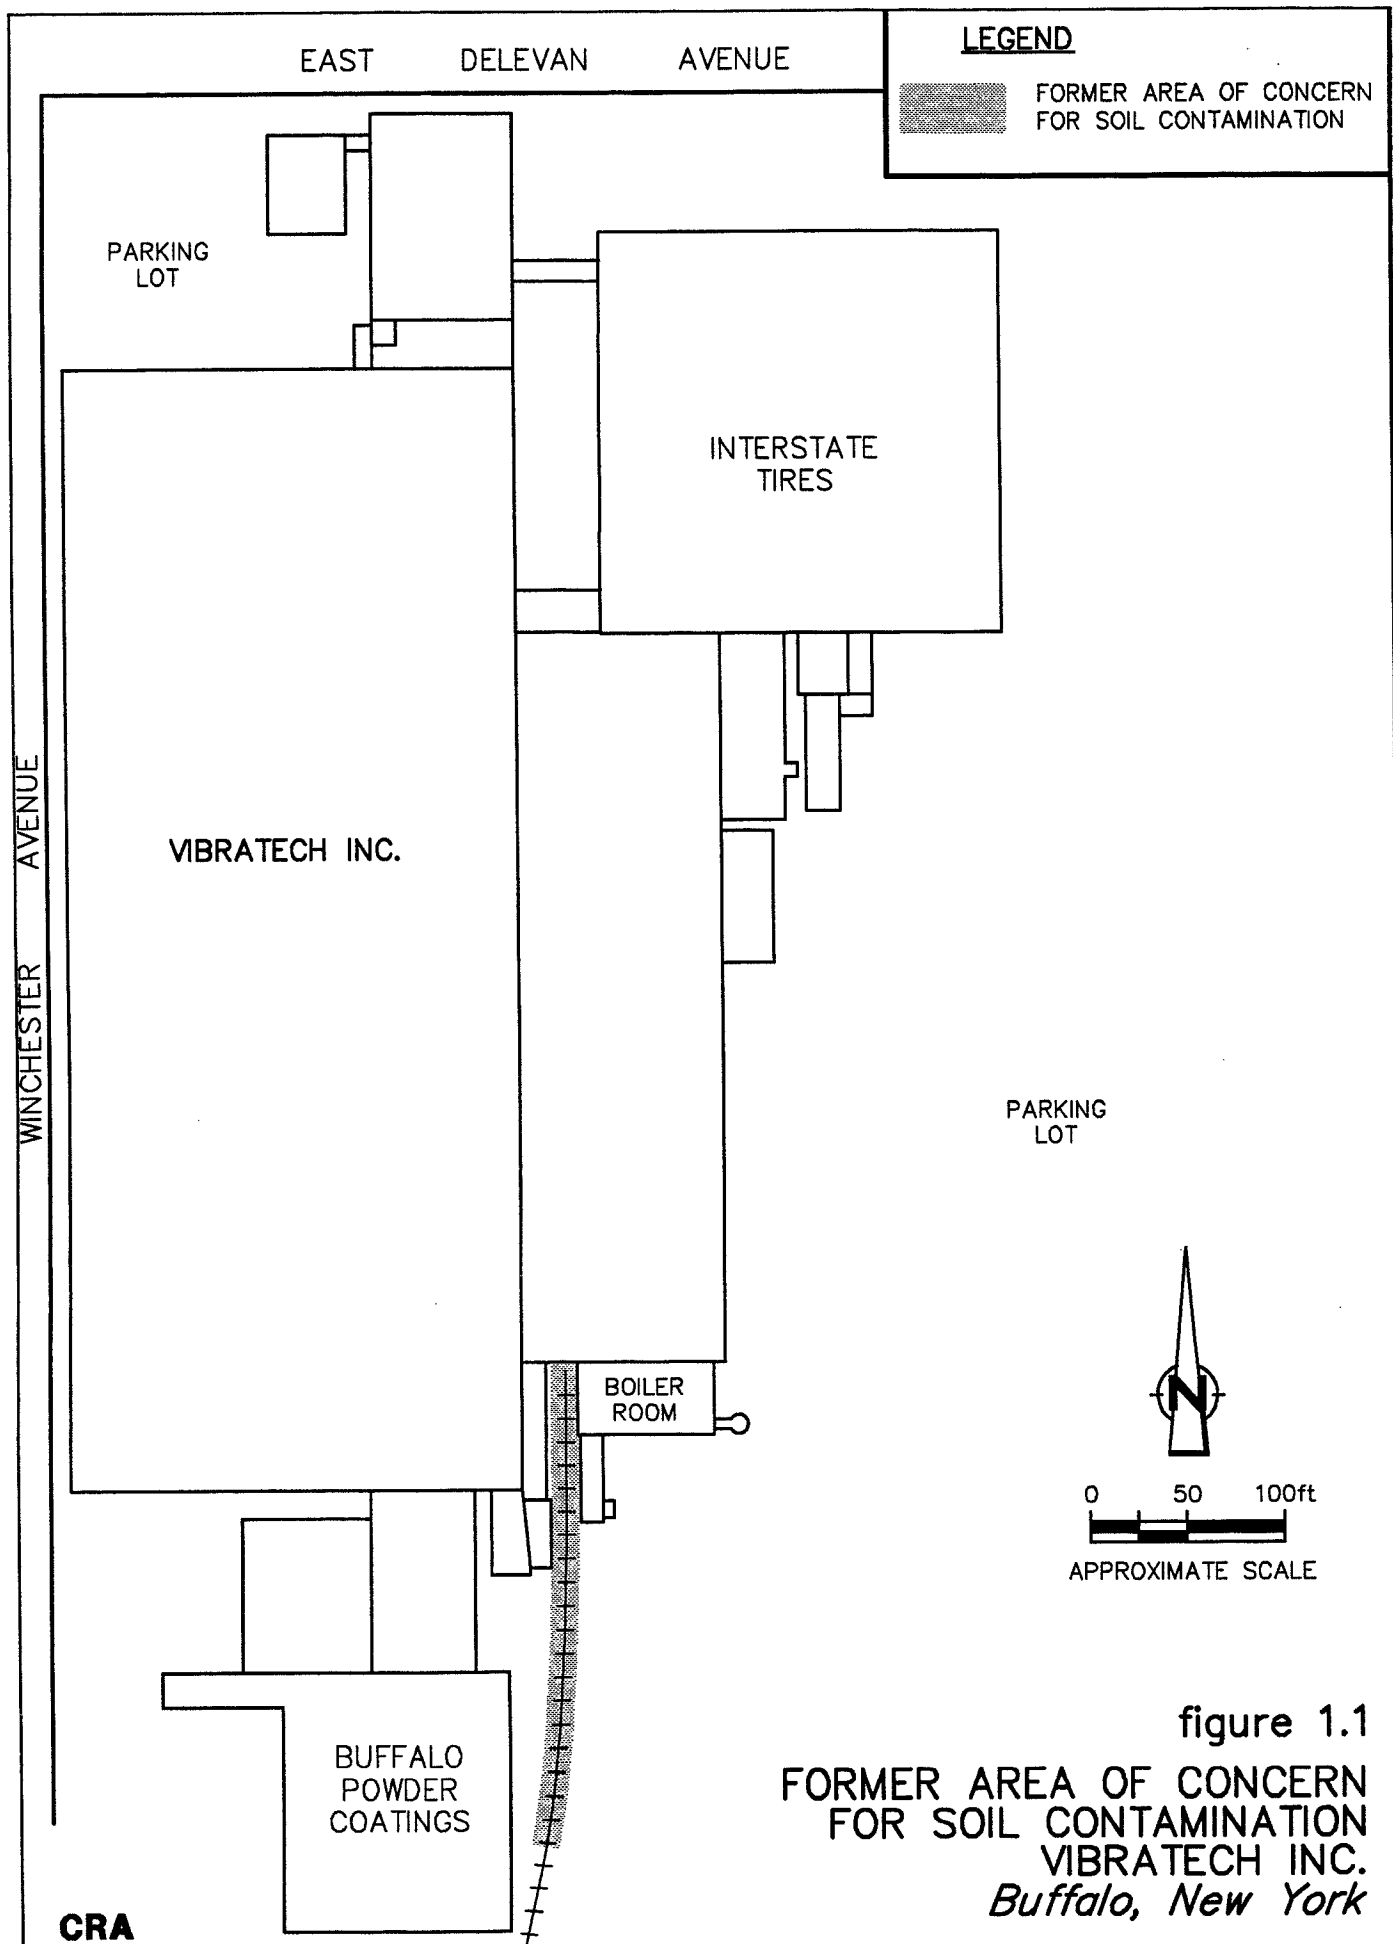 EAST DELEVAN AVENUE
LEGEND
FORMER AREA OF CONCERN
FOR SOIL CONTAMINATION
PARKING
LOT
INTERSTATE
TIRES
WINCHESTER AVENUE
VIBRATECH INC.
PARKING
LOT
BOILER
ROOM
N
0 50 100ft
APPROXIMATE SCALE
BUFFALO
POWDER
COATINGS
figure 1.1
FORMER AREA OF CONCERN
FOR SOIL CONTAMINATION
VIBRATECH INC.
Buffalo, New York
CRA